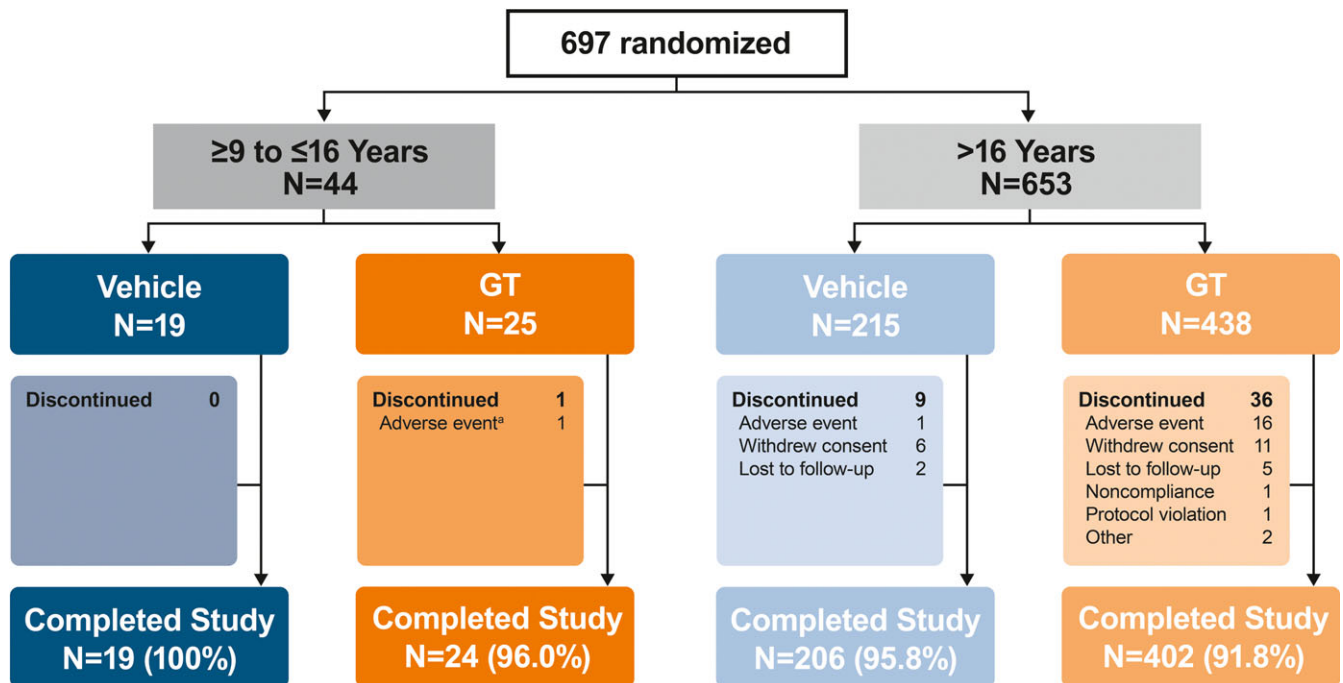 697 randomized
≥9 to ≤16 Years
N=44
>16 Years
N=653
Vehicle
N=19
GT
N=25
Vehicle
N=215
GT
N=438
Discontinued 0
Discontinued 1
Adverse eventᵃ 1
Discontinued 9
Adverse event 1
Withdrew consent 6
Lost to follow-up 2
Discontinued 36
Adverse event 16
Withdrew consent 11
Lost to follow-up 5
Noncompliance 1
Protocol violation 1
Other 2
Completed Study
N=19 (100%)
Completed Study
N=24 (96.0%)
Completed Study
N=206 (95.8%)
Completed Study
N=402 (91.8%)